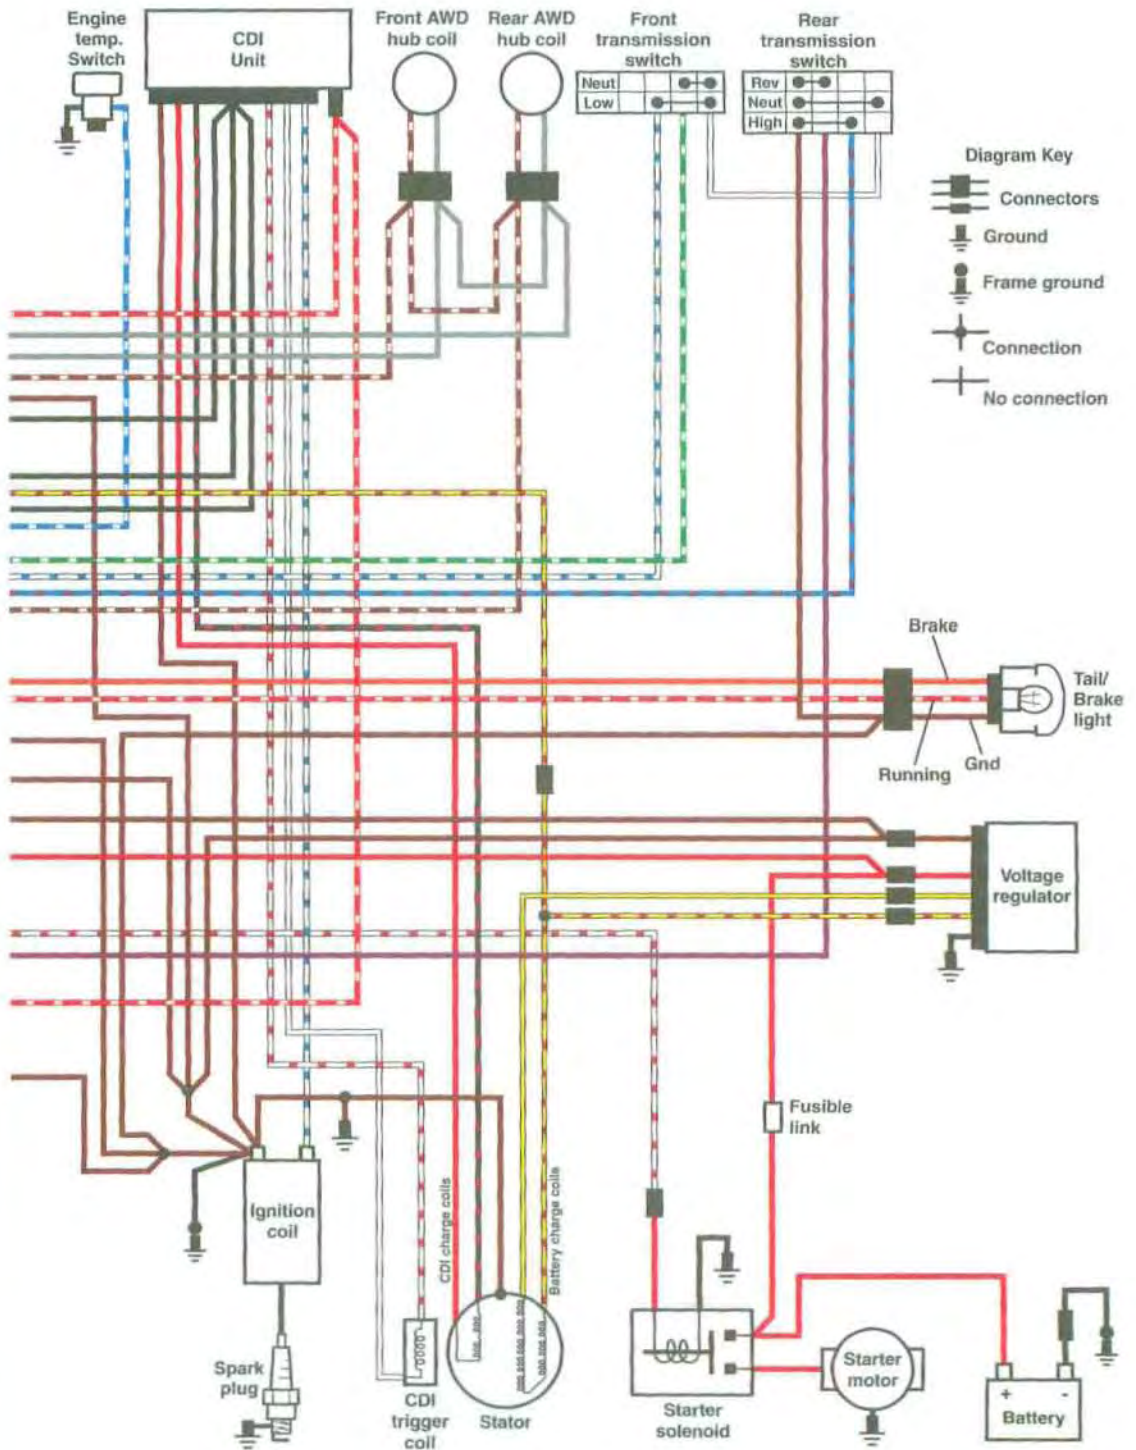 Engine
temp.
Switch
CDI
Unit
Front AWD
hub coil
Rear AWD
hub coil
Front
transmission
switch
Neut
Low
Rear
transmission
switch
Rev
Neut
High
Diagram Key
Connectors
Ground
Frame ground
Connection
No connection
Brake
Tail/
Brake
light
Running
Gnd
Voltage
regulator
Fusible
link
Ignition
coil
CDI charge coils
Battery charge coils
Spark
plug
CDI
trigger
coil
Stator
Starter
solenoid
Starter
motor
+ -
Battery